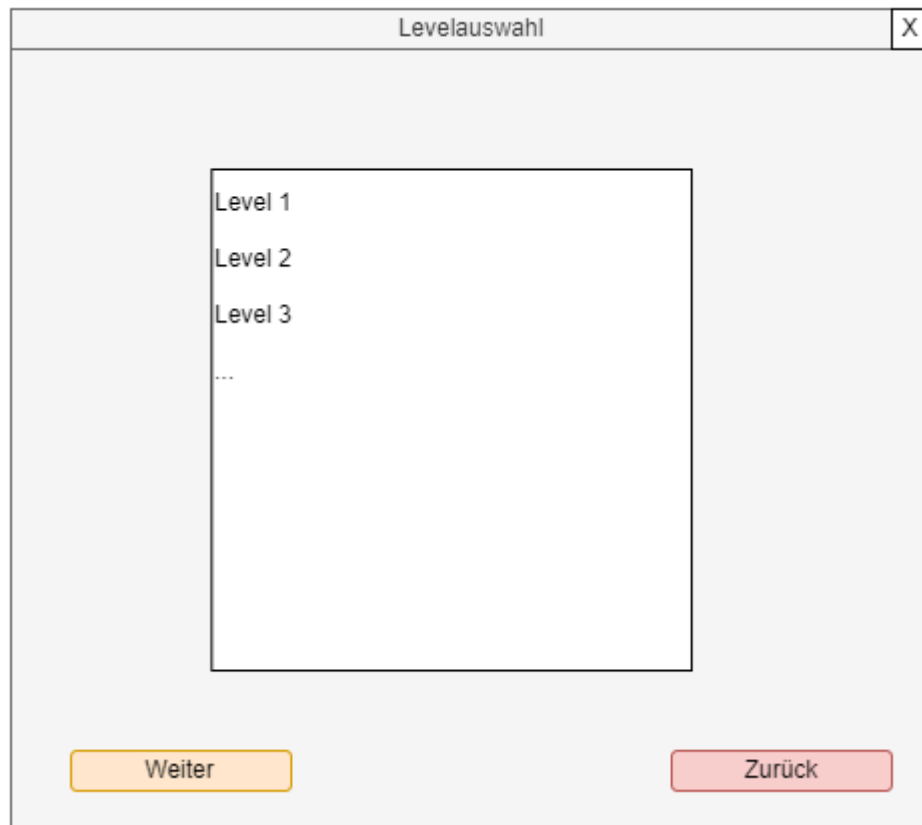 Levelauswahl
X
Level 1
Level 2
Level 3
...
Weiter
Zurück